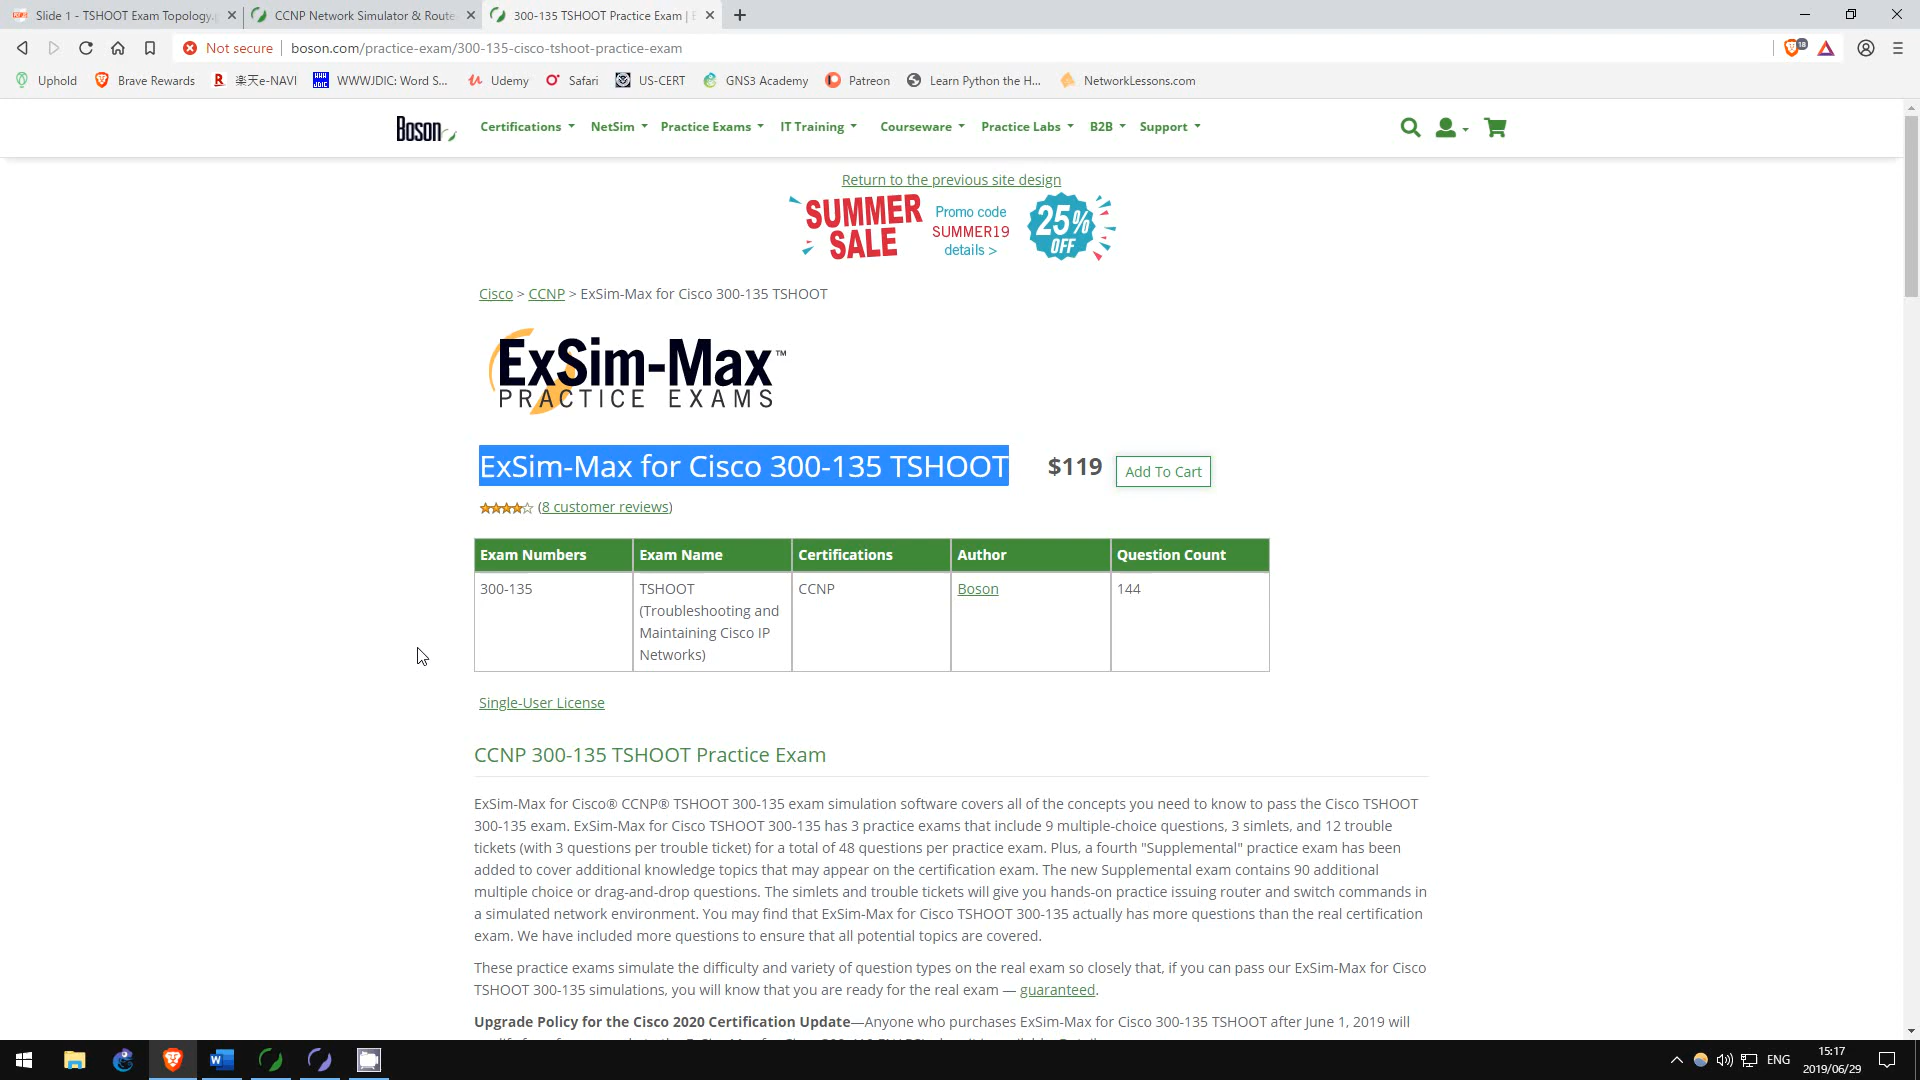 Slide 1 - TSHOOT Exam Topology.p
CCNP Network Simulator & Route
300-135 TSHOOT Practice Exam | E
Not secure
boson.com/practice-exam/300-135-cisco-tshoot-practice-exam
18
Uphold
Brave Rewards
楽天e-NAVI
WWWJDIC: Word S...
Udemy
Safari
US-CERT
GNS3 Academy
Patreon
Learn Python the H...
NetworkLessons.com
Boson
Certifications
NetSim
Practice Exams
IT Training
Courseware
Practice Labs
B2B
Support
Return to the previous site design
SUMMER SALE
Promo code
SUMMER19
details >
25% OFF
Cisco > CCNP > ExSim-Max for Cisco 300-135 TSHOOT
ExSim-Max™
PRACTICE EXAMS
ExSim-Max for Cisco 300-135 TSHOOT
$119
Add To Cart
(8 customer reviews)
Exam Numbers Exam Name Certifications Author Question Count
300-135 TSHOOT CCNP Boson 144
(Troubleshooting and
Maintaining Cisco IP
Networks)
Single-User License
CCNP 300-135 TSHOOT Practice Exam
ExSim-Max for Cisco® CCNP® TSHOOT 300-135 exam simulation software covers all of the concepts you need to know to pass the Cisco TSHOOT
300-135 exam. ExSim-Max for Cisco TSHOOT 300-135 has 3 practice exams that include 9 multiple-choice questions, 3 simlets, and 12 trouble
tickets (with 3 questions per trouble ticket) for a total of 48 questions per practice exam. Plus, a fourth "Supplemental" practice exam has been
added to cover additional knowledge topics that may appear on the certification exam. The new Supplemental exam contains 90 additional
multiple choice or drag-and-drop questions. The simlets and trouble tickets will give you hands-on practice issuing router and switch commands in
a simulated network environment. You may find that ExSim-Max for Cisco TSHOOT 300-135 actually has more questions than the real certification
exam. We have included more questions to ensure that all potential topics are covered.
These practice exams simulate the difficulty and variety of question types on the real exam so closely that, if you can pass our ExSim-Max for Cisco
TSHOOT 300-135 simulations, you will know that you are ready for the real exam — guaranteed.
Upgrade Policy for the Cisco 2020 Certification Update—Anyone who purchases ExSim-Max for Cisco 300-135 TSHOOT after June 1, 2019 will
ENG
15:17
2019/06/29